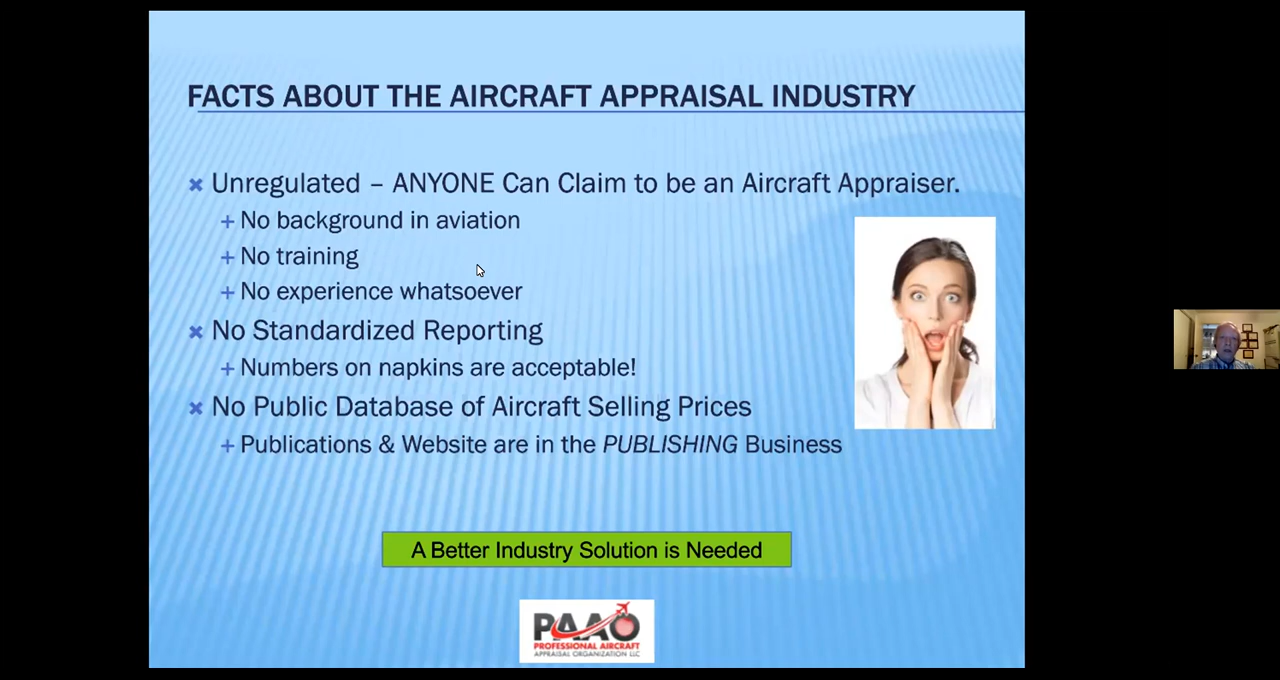 FACTS ABOUT THE AIRCRAFT APPRAISAL INDUSTRY
Unregulated – ANYONE Can Claim to be an Aircraft Appraiser.
No background in aviation
No training
No experience whatsoever
No Standardized Reporting
Numbers on napkins are acceptable!
No Public Database of Aircraft Selling Prices
Publications & Website are in the PUBLISHING Business
A Better Industry Solution is Needed
PAAO
PROFESSIONAL AIRCRAFT
APPRAISAL ORGANIZATION LLC